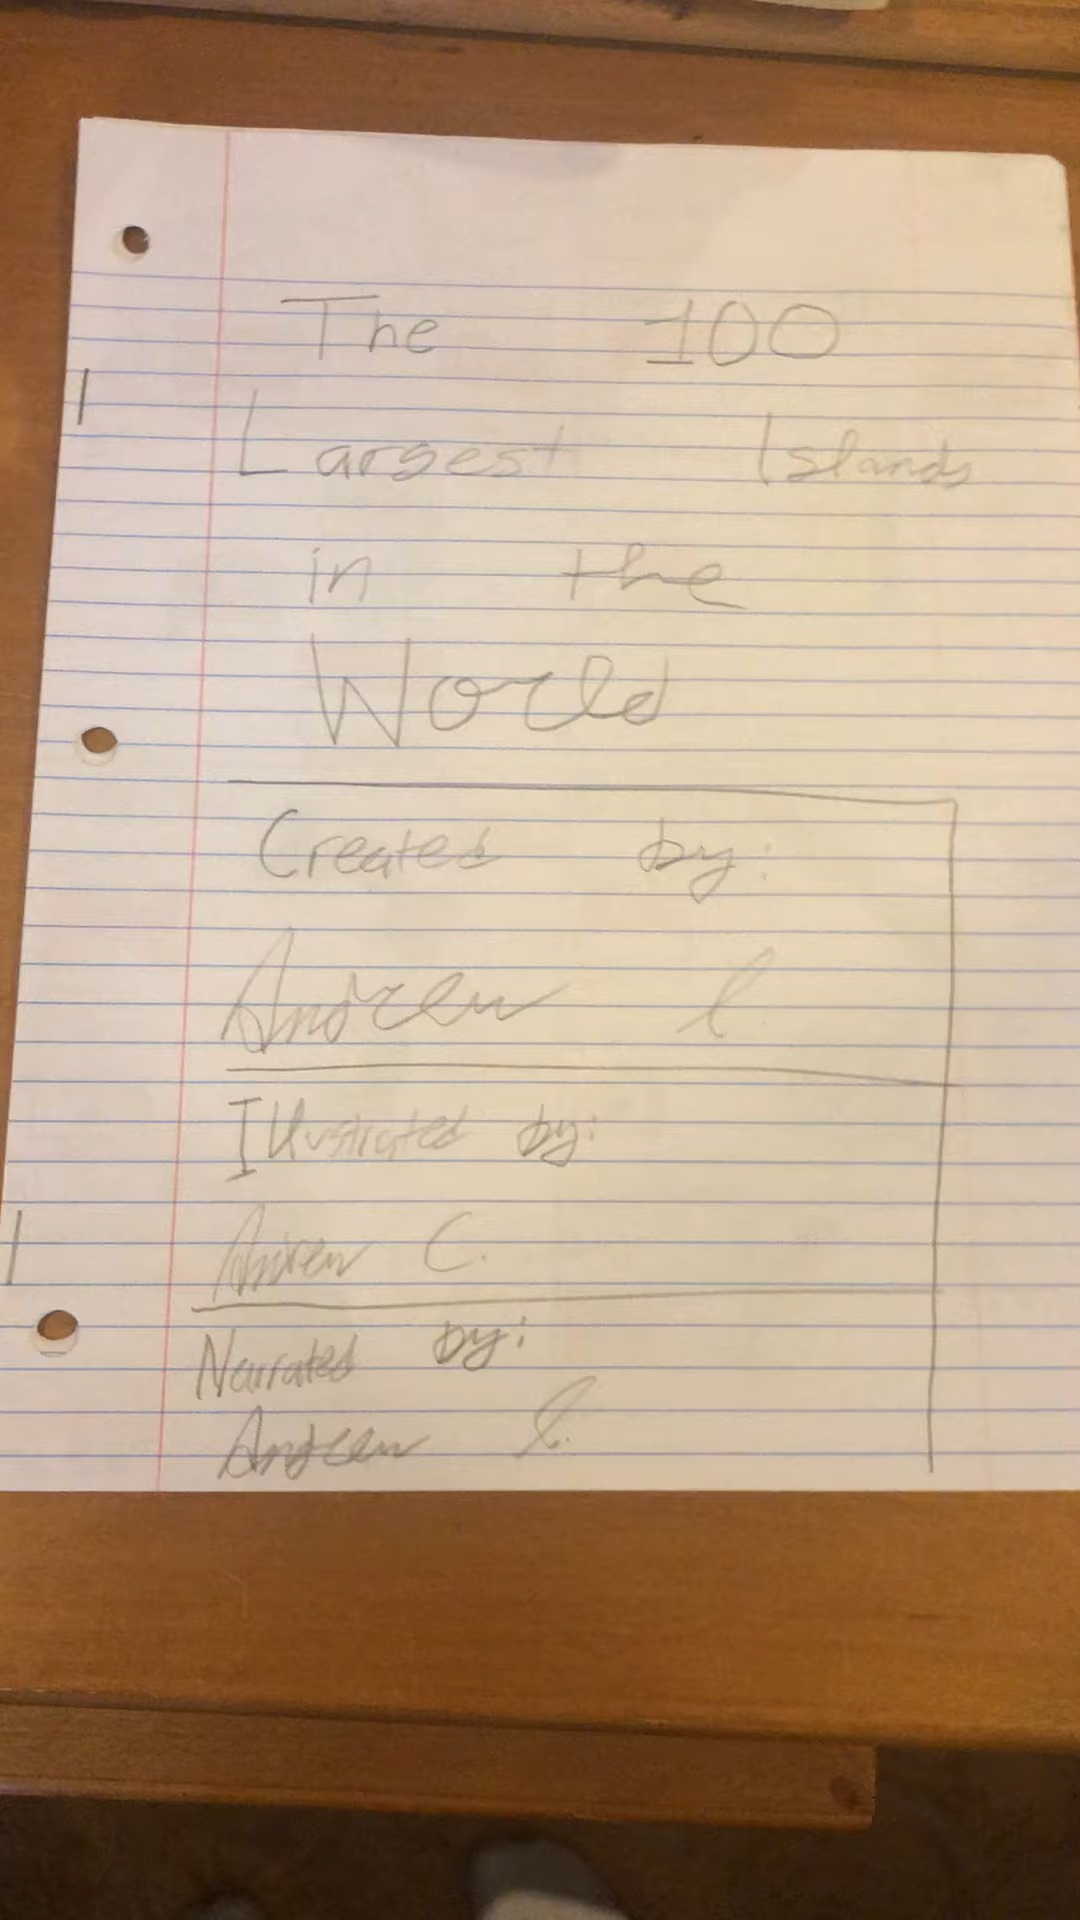 The 100
Largest Islands
in the
World
Created by:
Andrew C.
Illustrated by:
Andrew C.
Narrated by:
Andrew C.